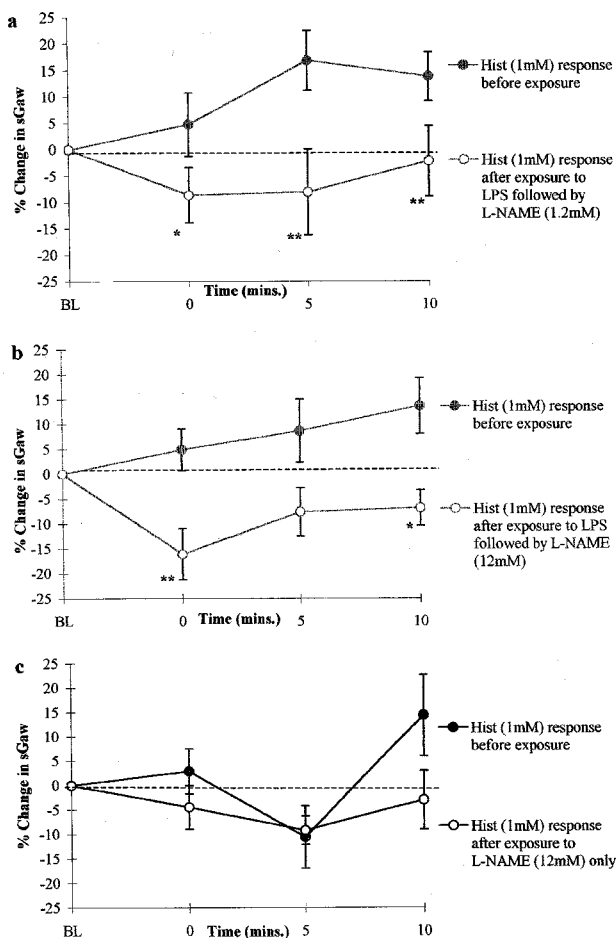 a
% Change in sGaw
25
20
15
10
5
0
-5
-10
-15
-20
-25
BL
0
Time (mins.)
5
10
*
**
**
Hist (1mM) response
before exposure
Hist (1mM) response
after exposure to
LPS followed by
L-NAME (1.2mM)
b
% Change in sGaw
25
20
15
10
5
0
-5
-10
-15
-20
-25
BL
0
Time (mins.)
5
10
**
*
Hist (1mM) response
before exposure
Hist (1mM) response
after exposure to LPS
followed by L-NAME
(12mM)
c
% Change in sGaw
25
20
15
10
5
0
-5
-10
-15
-20
-25
BL
0
Time (mins.)
5
10
Hist (1mM) response
before exposure
Hist (1mM) response
after exposure to
L-NAME (12mM) only